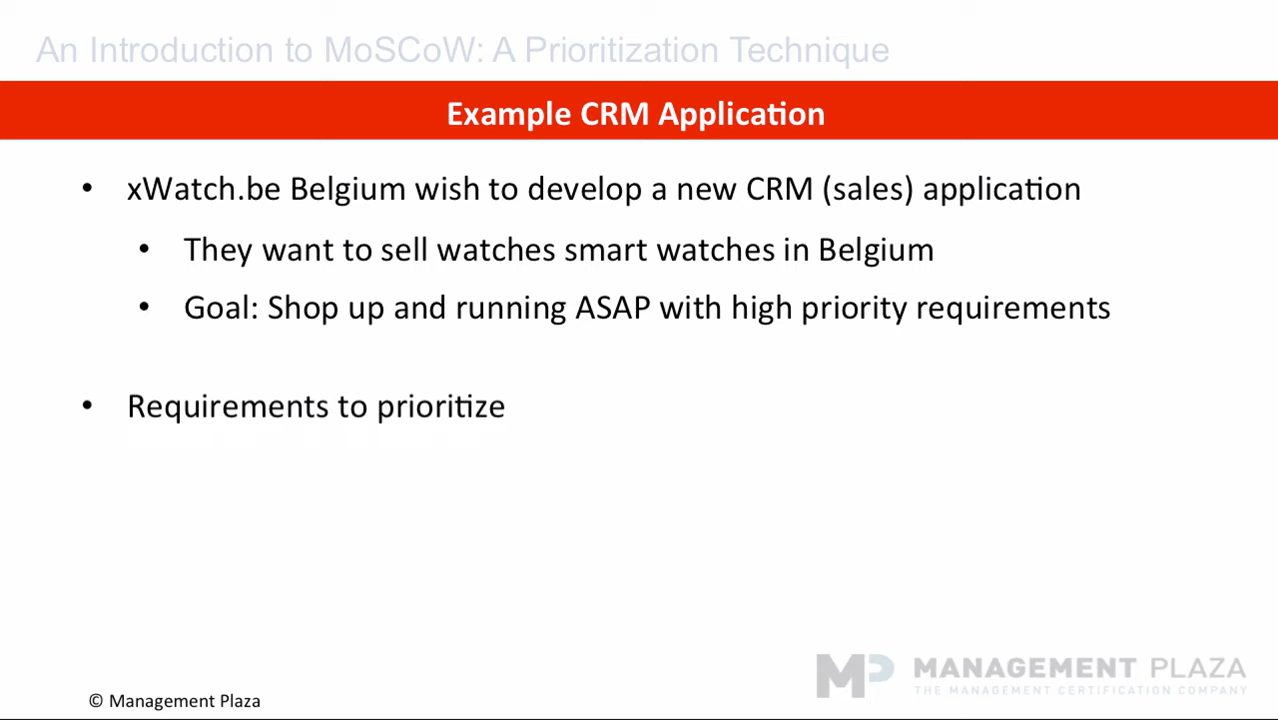 An Introduction to MoSCoW: A Prioritization Technique
Example CRM Application
• xWatch.be Belgium wish to develop a new CRM (sales) application
• They want to sell watches smart watches in Belgium
• Goal: Shop up and running ASAP with high priority requirements
• Requirements to prioritize
MP MANAGEMENT PLAZA
THE MANAGEMENT CERTIFICATION COMPANY
© Management Plaza